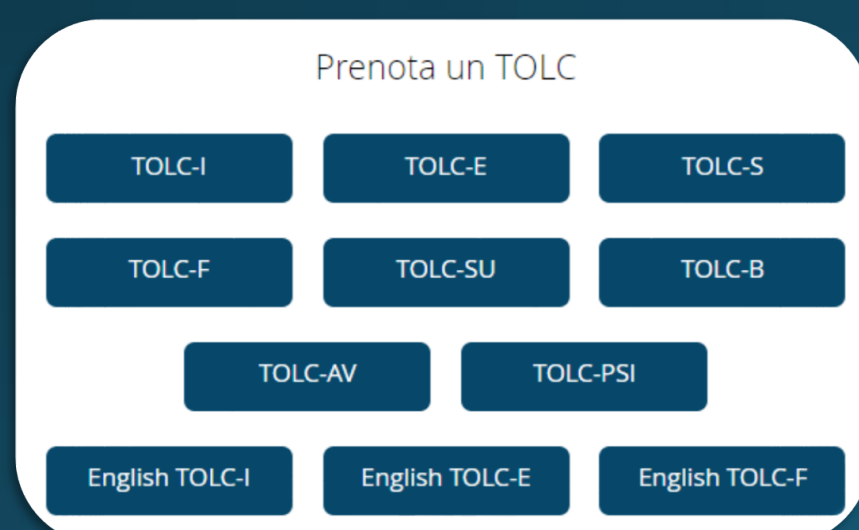 Prenota un TOLC
TOLC-I TOLC-E TOLC-S
TOLC-F TOLC-SU TOLC-B
TOLC-AV TOLC-PSI
English TOLC-I English TOLC-E English TOLC-F